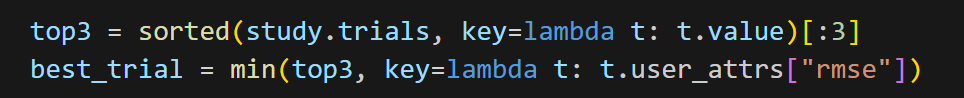 top3 = sorted(study.trials, key=lambda t: t.value)[:3]
best_trial = min(top3, key=lambda t: t.user_attrs["rmse"])